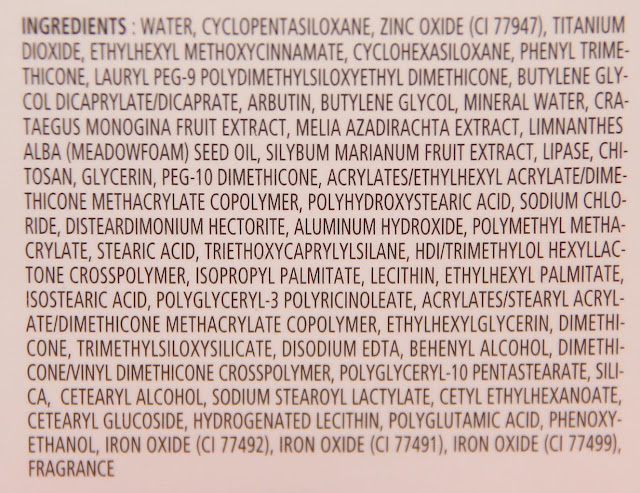 INGREDIENTS : WATER, CYCLOPENTASILOXANE, ZINC OXIDE (CI 77947), TITANIUM
DIOXIDE, ETHYLHEXYL METHOXYCINNAMATE, CYCLOHEXASILOXANE, PHENYL TRIME-
THICONE, LAURYL PEG-9 POLYDIMETHYLSILOXYETHYL DIMETHICONE, BUTYLENE GLY-
COL DICAPRYLATE/DICAPRATE, ARBUTIN, BUTYLENE GLYCOL, MINERAL WATER, CRA-
TAEGUS MONOGINA FRUIT EXTRACT, MELIA AZADIRACHTA EXTRACT, LIMNANTHES
ALBA (MEADOWFOAM) SEED OIL, SILYBUM MARIANUM FRUIT EXTRACT, LIPASE, CHI-
TOSAN, GLYCERIN, PEG-10 DIMETHICONE, ACRYLATES/ETHYLHEXYL ACRYLATE/DIME-
THICONE METHACRYLATE COPOLYMER, POLYHYDROXYSTEARIC ACID, SODIUM CHLO-
RIDE, DISTEARDIMONIUM HECTORITE, ALUMINUM HYDROXIDE, POLYMETHYL METHA-
CRYLATE, STEARIC ACID, TRIETHOXYCAPRYLYLSILANE, HDI/TRIMETHYLOL HEXYLLAC-
TONE CROSSPOLYMER, ISOPROPYL PALMITATE, LECITHIN, ETHYLHEXYL PALMITATE,
ISOSTEARIC ACID, POLYGLYCERYL-3 POLYRICINOLEATE, ACRYLATES/STEARYL ACRYL-
ATE/DIMETHICONE METHACRYLATE COPOLYMER, ETHYLHEXYLGLYCERIN, DIMETHI-
CONE, TRIMETHYLSILOXYSILICATE, DISODIUM EDTA, BEHENYL ALCOHOL, DIMETHI-
CONE/VINYL DIMETHICONE CROSSPOLYMER, POLYGLYCERYL-10 PENTASTEARATE, SILI-
CA, CETEARYL ALCOHOL, SODIUM STEAROYL LACTYLATE, CETYL ETHYLHEXANOATE,
CETEARYL GLUCOSIDE, HYDROGENATED LECITHIN, POLYGLUTAMIC ACID, PHENOXY-
ETHANOL, IRON OXIDE (CI 77492), IRON OXIDE (CI 77491), IRON OXIDE (CI 77499),
FRAGRANCE